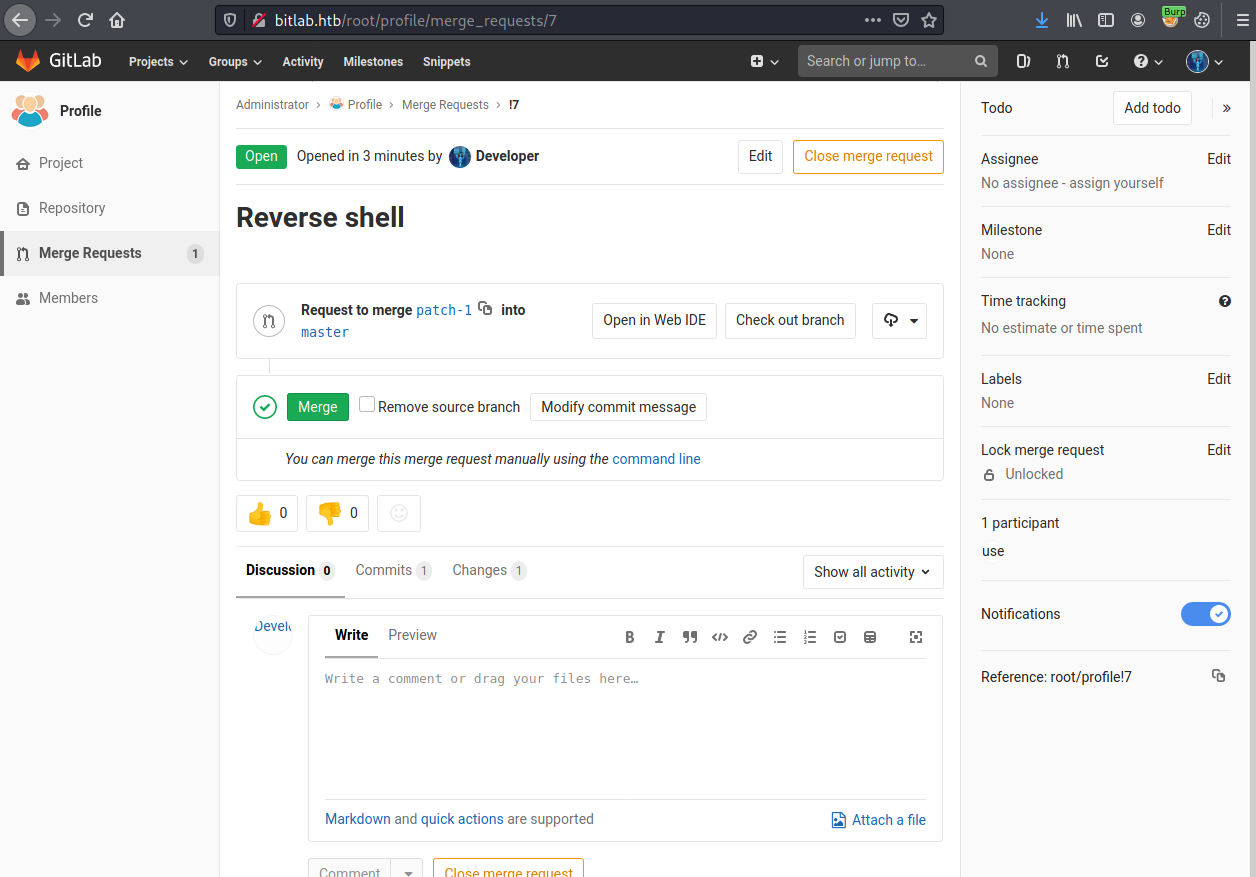 bitlab.htb/root/profile/merge_requests/7
Burp
GitLab Projects Groups Activity Milestones Snippets Search or jump to…
Profile
Project
Repository
Merge Requests 1
Members
Administrator › Profile › Merge Requests › !7
Open Opened in 3 minutes by Developer Edit Close merge request
Reverse shell
Request to merge patch-1 into
master
Open in Web IDE Check out branch
Merge Remove source branch Modify commit message
You can merge this merge request manually using the command line
0 0
Discussion 0 Commits 1 Changes 1 Show all activity
Write Preview
Write a comment or drag your files here…
Markdown and quick actions are supported Attach a file
Comment Close merge request
Todo Add todo »
Assignee Edit
No assignee - assign yourself
Milestone Edit
None
Time tracking
No estimate or time spent
Labels Edit
None
Lock merge request Edit
Unlocked
1 participant
use
Notifications
Reference: root/profile!7